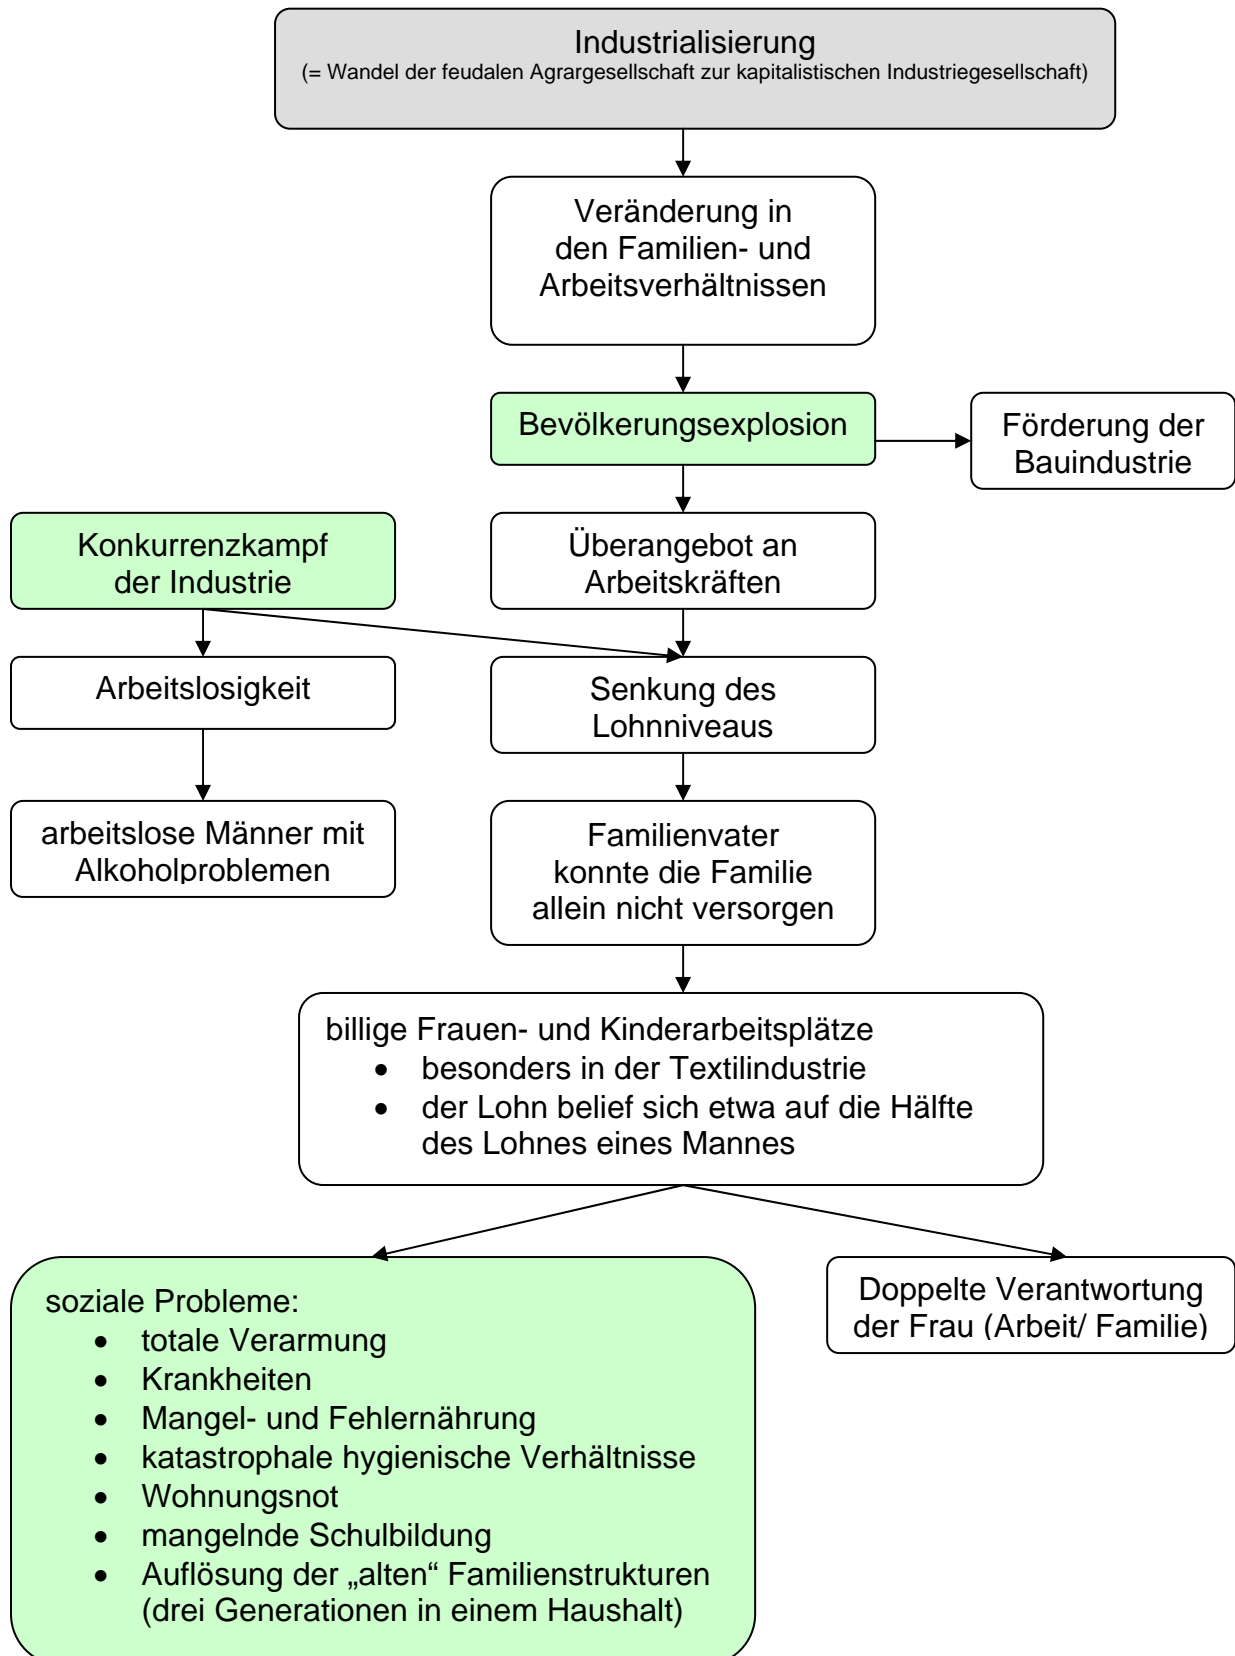 Industrialisierung
(= Wandel der feudalen Agrargesellschaft zur kapitalistischen Industriegesellschaft)
Veränderung in
den Familien- und
Arbeitsverhältnissen
Bevölkerungsexplosion
Förderung der
Bauindustrie
Konkurrenzkampf
der Industrie
Überangebot an
Arbeitskräften
Arbeitslosigkeit
Senkung des
Lohnniveaus
arbeitslose Männer mit
Alkoholproblemen
Familienvater
konnte die Familie
allein nicht versorgen
billige Frauen- und Kinderarbeitsplätze
• besonders in der Textilindustrie
• der Lohn belief sich etwa auf die Hälfte
des Lohnes eines Mannes
soziale Probleme:
• totale Verarmung
• Krankheiten
• Mangel- und Fehlernährung
• katastrophale hygienische Verhältnisse
• Wohnungsnot
• mangelnde Schulbildung
• Auflösung der „alten“ Familienstrukturen
(drei Generationen in einem Haushalt)
Doppelte Verantwortung
der Frau (Arbeit/ Familie)